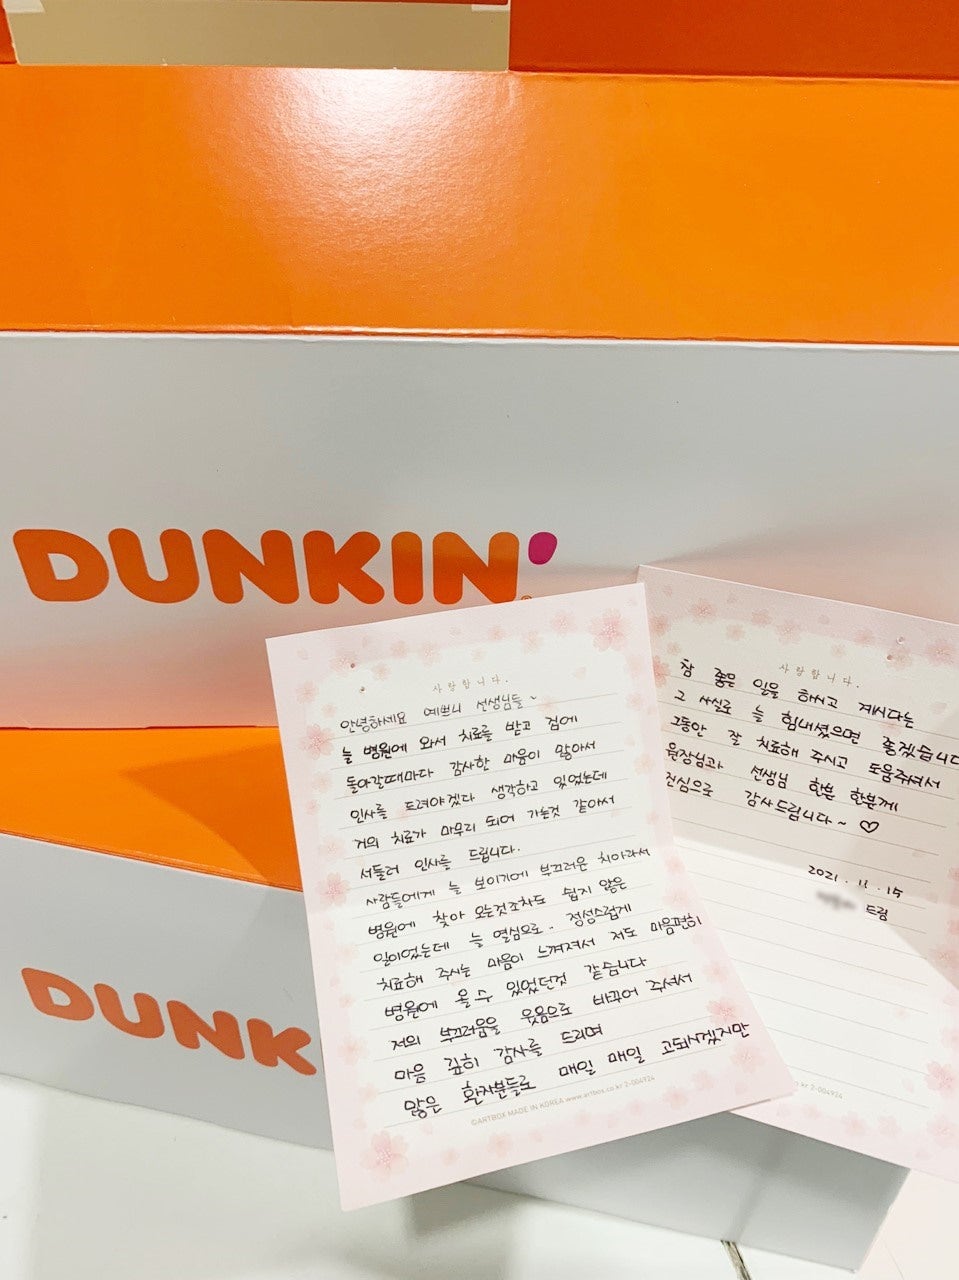 DUNKIN'
DUNK
사랑합니다.
안녕하세요 예쁘니 선생님들~
늘 병원에 와서 치료를 받고 집에
돌아갈때마다 감사한 마음이 많아서
인사를 드려야겠다 생각하고 있었는데
거의 치료가 마무리 되어 가는것 같아서
서둘러 인사를 드립니다.
사람들에게 늘 보이기에 부끄러운 치아라서
병원에 찾아 오는것조차도 쉽지 않은
일이었는데 늘 열심으로.. 정성스럽게
치료해 주시는 마음이 느껴져서 저도 마음편히
병원에 올 수 있었던것 같습니다
저의 부끄러움을 웃음으로 바꾸어 주셔서
마음 깊히 감사를 드리며
많은 환자분들로 매일 매일 고되시겠지만
©ARTBOX MADE IN KOREA www.artbox.co.kr 2-004924
사랑합니다.
참 좋은 일을 하시고 계시다는
그 사실로 늘 힘내셨으면 좋겠습니다
그동안 잘 치료해 주시고 도움주셔서
원장님과 선생님 한분 한분께
진심으로 감사드립니다~ ♡
2021.11.15
드림
kr 2-004924